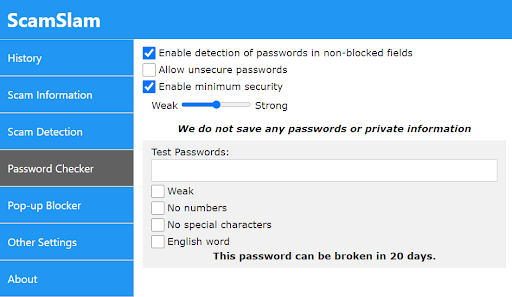 ScamSlam
History
Scam Information
Scam Detection
Password Checker
Pop-up Blocker
Other Settings
About
Enable detection of passwords in non-blocked fields
Allow unsecure passwords
Enable minimum security
Weak Strong
We do not save any passwords or private information
Test Passwords:
Weak
No numbers
No special characters
English word
This password can be broken in 20 days.